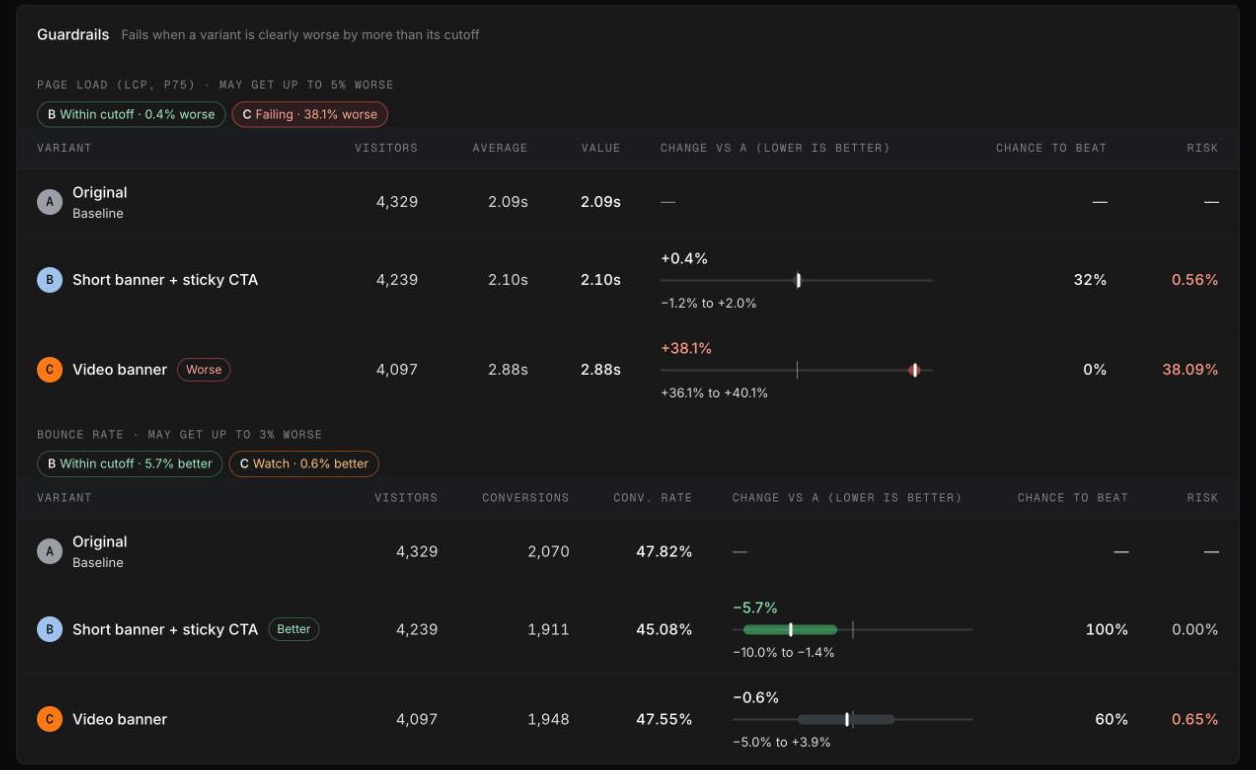 Guardrails Fails when a variant is clearly worse by more than its cutoff
PAGE LOAD (LCP, P75) · MAY GET UP TO 5% WORSE
B Within cutoff · 0.4% worse C Failing · 38.1% worse
VARIANT VISITORS AVERAGE VALUE CHANGE VS A (LOWER IS BETTER) CHANCE TO BEAT RISK
A Original 4,329 2.09s 2.09s — — —
Baseline
+0.4%
B Short banner + sticky CTA 4,239 2.10s 2.10s 32% 0.56%
−1.2% to +2.0%
+38.1%
C Video banner Worse 4,097 2.88s 2.88s 0% 38.09%
+36.1% to +40.1%
BOUNCE RATE · MAY GET UP TO 3% WORSE
B Within cutoff · 5.7% better C Watch · 0.6% better
VARIANT VISITORS CONVERSIONS CONV. RATE CHANGE VS A (LOWER IS BETTER) CHANCE TO BEAT RISK
A Original 4,329 2,070 47.82% — — —
Baseline
−5.7%
B Short banner + sticky CTA Better 4,239 1,911 45.08% 100% 0.00%
−10.0% to −1.4%
−0.6%
C Video banner 4,097 1,948 47.55% 60% 0.65%
−5.0% to +3.9%